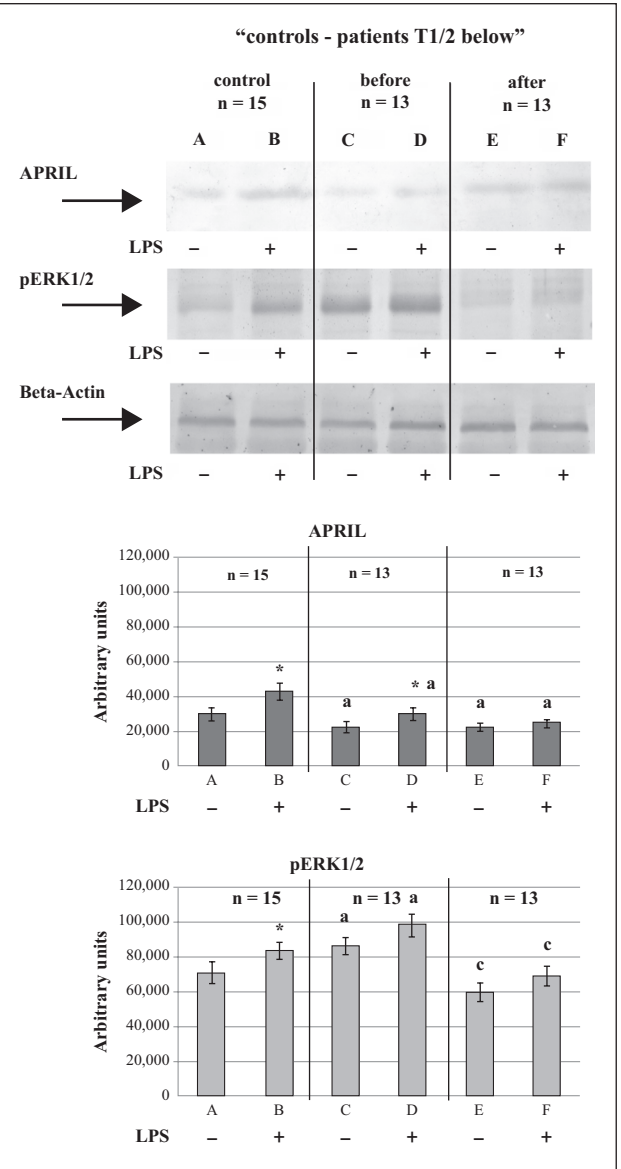 “controls - patients T1/2 below”
control before after
n = 15 n = 13 n = 13
A B C D E F
APRIL
LPS – + – + – +
pERK1/2
LPS – + – + – +
Beta-Actin
LPS – + – + – +
APRIL
120,000
n = 15 n = 13 n = 13
100,000
80,000
Arbitrary units
60,000
* * a
40,000
a a a
20,000
0
A B C D E F
LPS – + – + – +
pERK1/2
120,000
n = 15 n = 13 a n = 13
100,000
* a
80,000
c c
Arbitrary units
60,000
40,000
20,000
0
A B C D E F
LPS – + – + – +